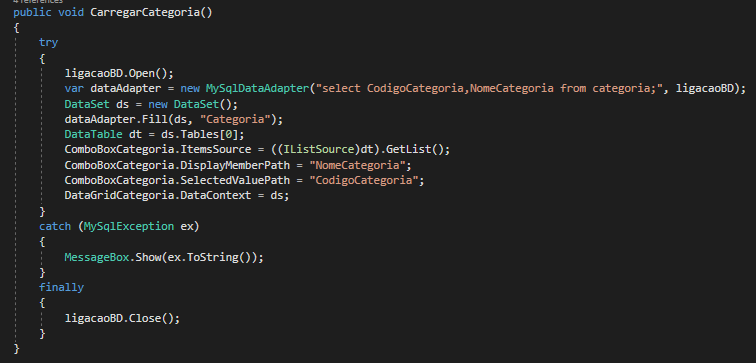 4 references
public void CarregarCategoria()
{
try
{
ligacaoBD.Open();
var dataAdapter = new MySqlDataAdapter("select CodigoCategoria,NomeCategoria from categoria;", ligacaoBD);
DataSet ds = new DataSet();
dataAdapter.Fill(ds, "Categoria");
DataTable dt = ds.Tables[0];
ComboBoxCategoria.ItemsSource = ((IListSource)dt).GetList();
ComboBoxCategoria.DisplayMemberPath = "NomeCategoria";
ComboBoxCategoria.SelectedValuePath = "CodigoCategoria";
DataGridCategoria.DataContext = ds;
}
catch (MySqlException ex)
{
MessageBox.Show(ex.ToString());
}
finally
{
ligacaoBD.Close();
}
}